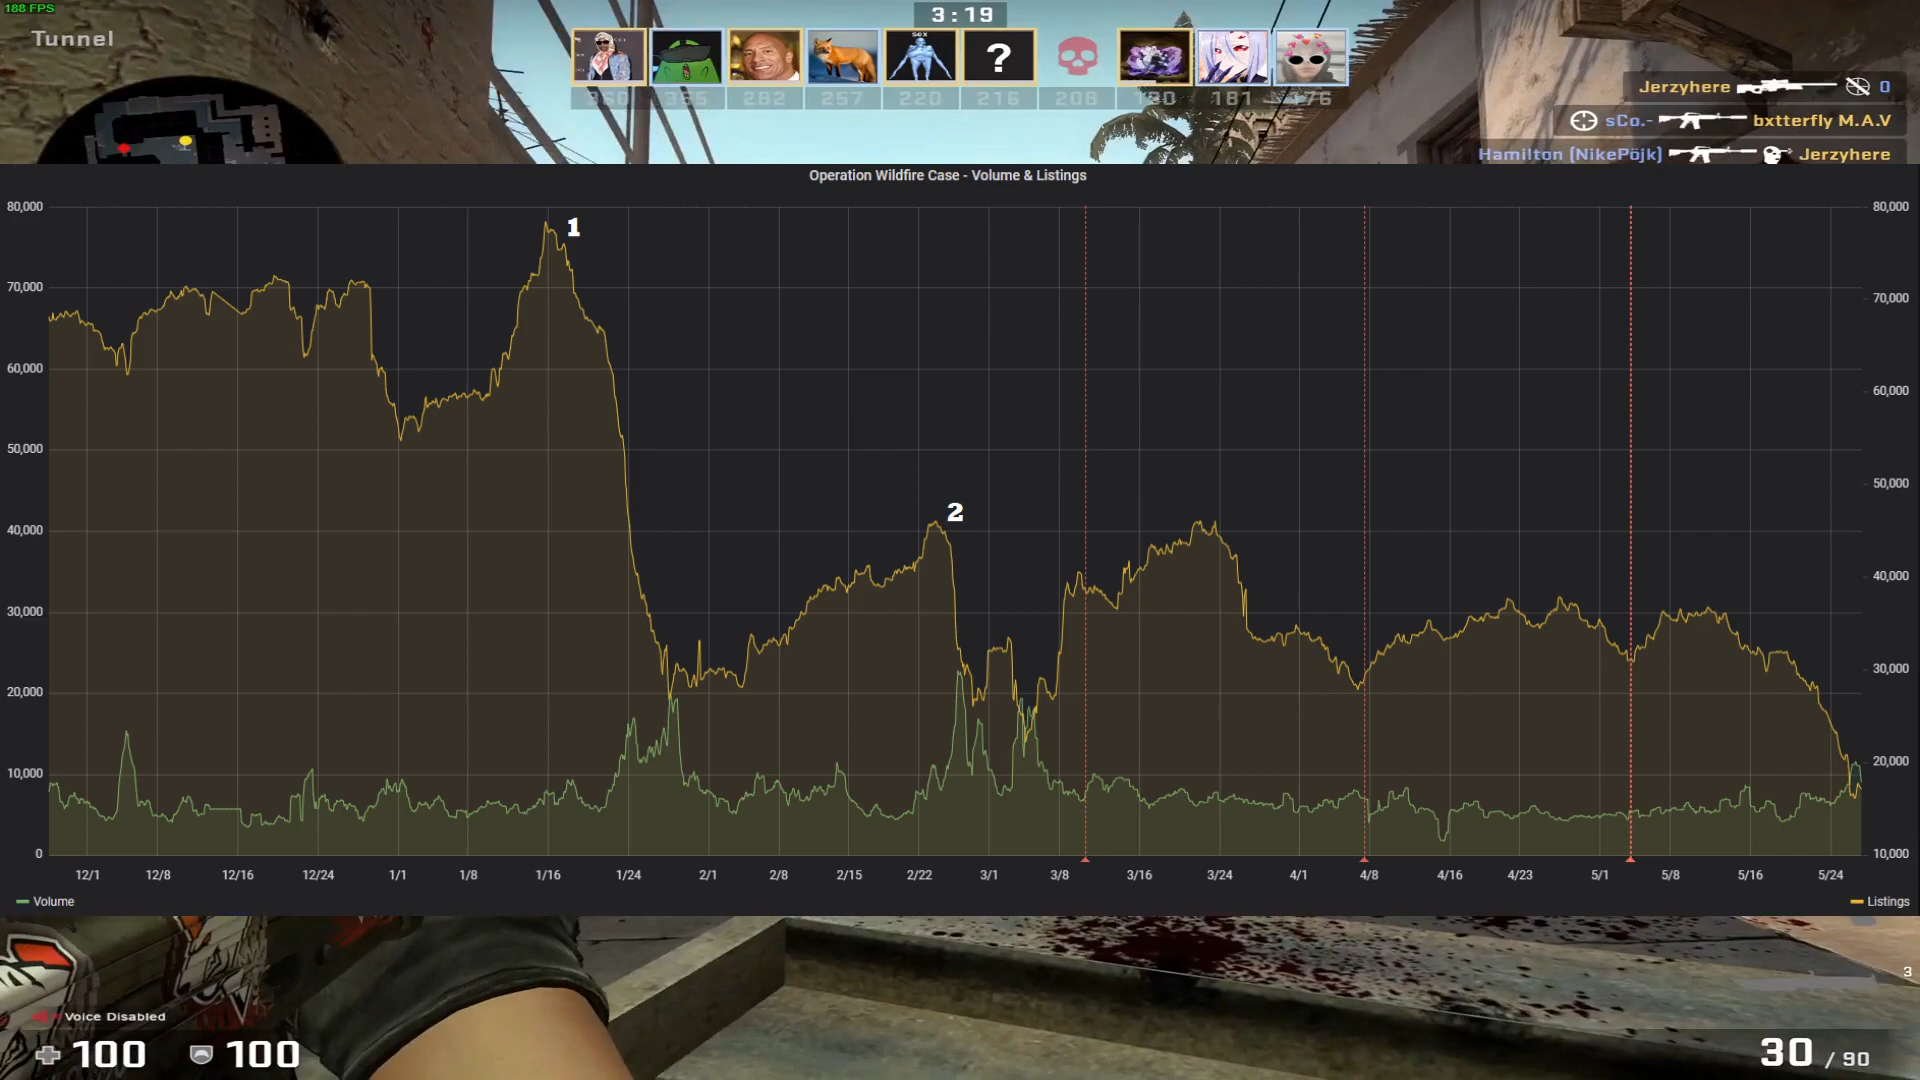 188 FPS
3:19
Tunnel
sex
?
360 335 282 257 220 216 208 190 181 176
Jerzyhere 0
sCo.- bxtterfly M.A.V
Hamilton (NikePöjk) Jerzyhere
Operation Wildfire Case - Volume & Listings
80,000
70,000
60,000
50,000
40,000
30,000
20,000
10,000
0
1
2
80,000
70,000
60,000
50,000
40,000
30,000
20,000
10,000
12/1 12/8 12/16 12/24 1/1 1/8 1/16 1/24 2/1 2/8 2/15 2/22 3/1 3/8 3/16 3/24 4/1 4/8 4/16 4/23 5/1 5/8 5/16 5/24
Volume
Listings
3
Voice Disabled
100 100
30 / 90